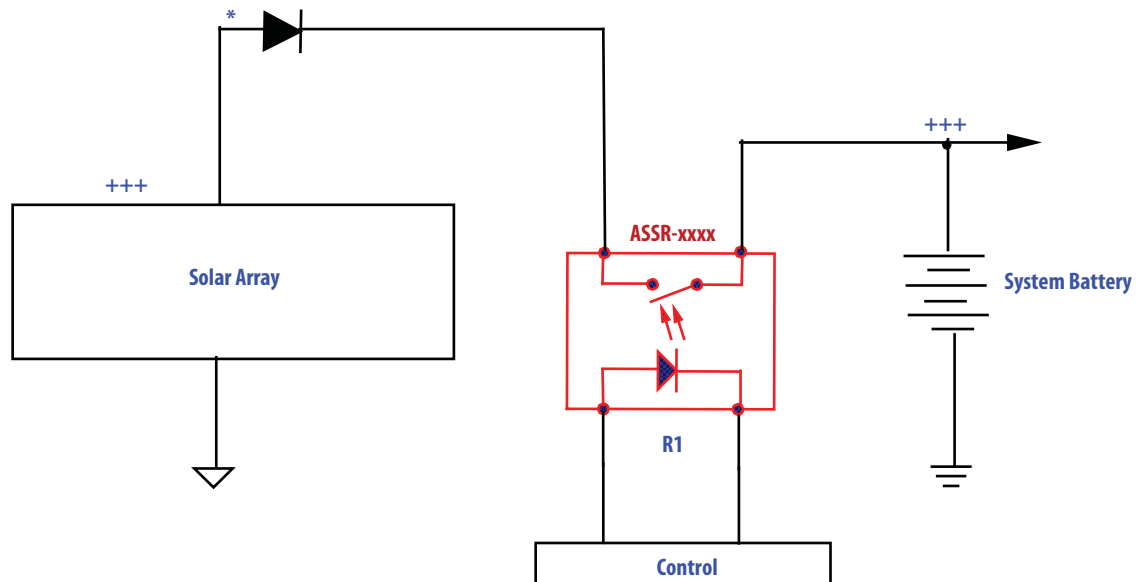 *
+++
+++
ASSR-xxxx
Solar Array
System Battery
R1
Control